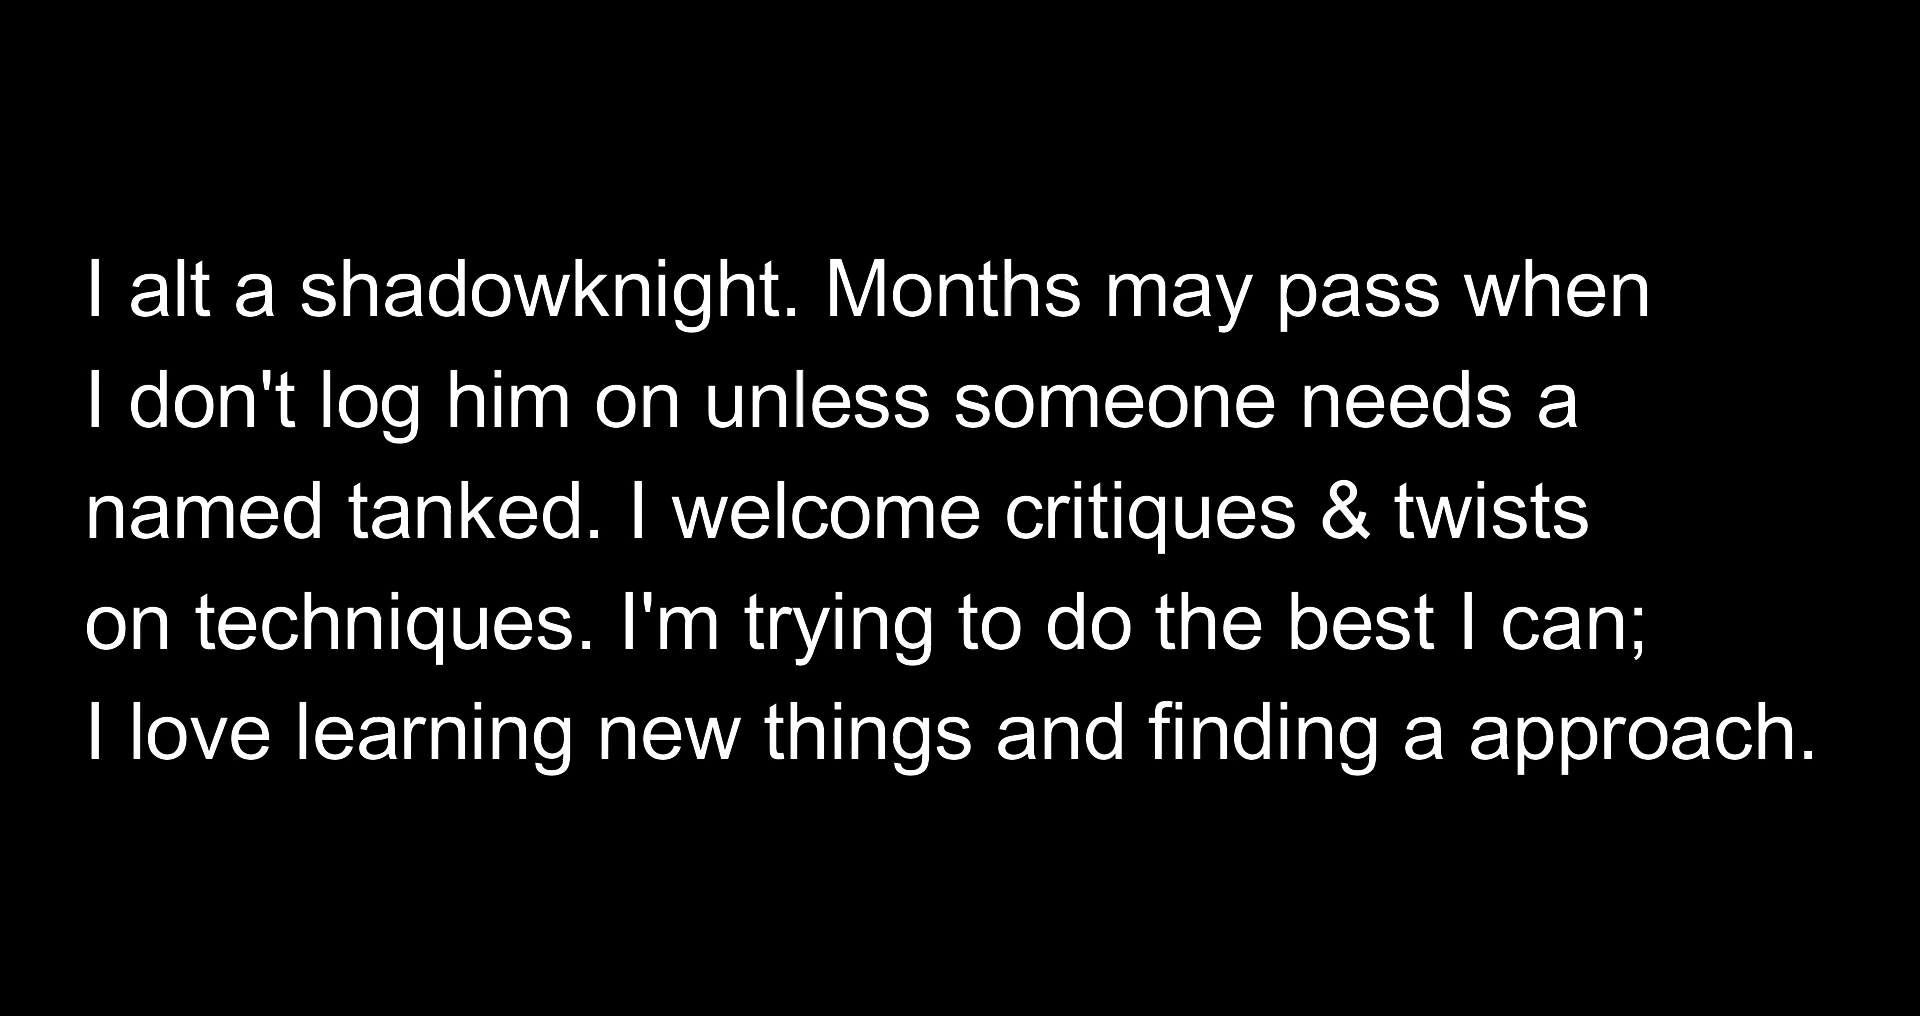 I alt a shadowknight. Months may pass when
I don't log him on unless someone needs a
named tanked. I welcome critiques & twists
on techniques. I'm trying to do the best I can;
I love learning new things and finding a approach.